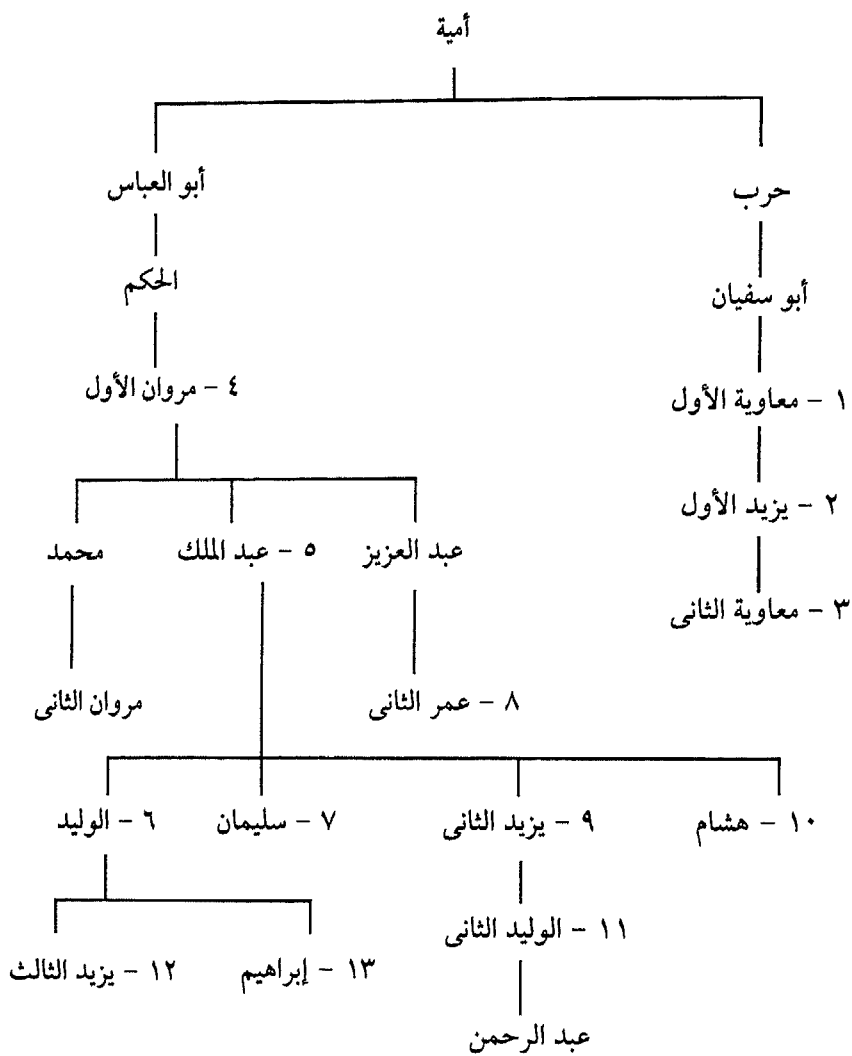 أمية
حرب
أبو العباس
أبو سفيان
الحكم
١ - معاوية الأول
٤ - مروان الأول
٢ - يزيد الأول
عبد العزيز
٥ - عبد الملك
محمد
٣ - معاوية الثانى
٨ - عمر الثانى
مروان الثانى
١٠ - هشام
٩ - يزيد الثانى
٧ - سليمان
٦ - الوليد
١١ - الوليد الثانى
١٣ - إبراهيم
١٢ - يزيد الثالث
عبد الرحمن